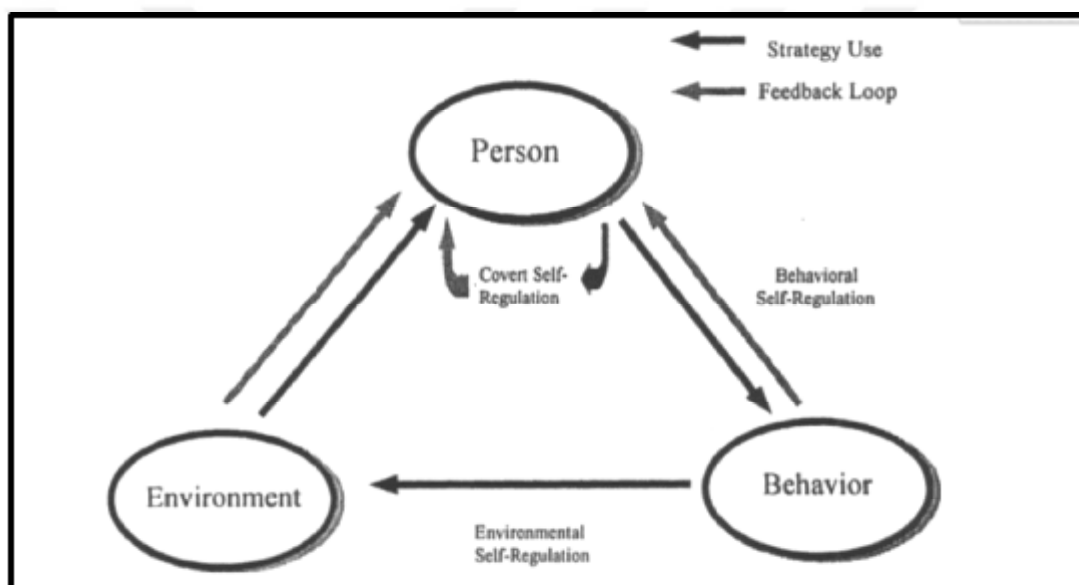 Strategy Use
Feedback Loop
Person
Covert Self-
Regulation
Behavioral
Self-Regulation
Environment
Behavior
Environmental
Self-Regulation